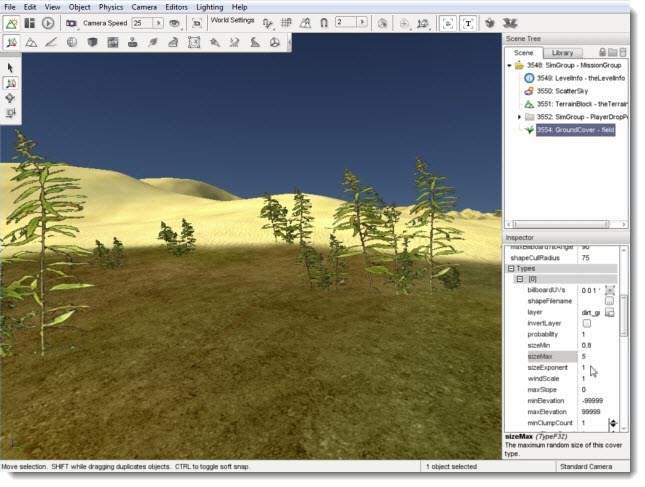 File Edit View Object Physics Camera Editors Lighting Help
Camera Speed 25 World Settings 2
Scene Tree
Scene Library
3548: SimGroup - MissionGroup
3549: LevelInfo - theLevelInfo
3550: ScatterSky
3551: TerrainBlock - theTerrain
3552: SimGroup - PlayerDropPo
3554: GroundCover - field
Inspector
shapeCullRadius 75
Types
[0]
billboardUVs 0 0 1
shapeFilename
layer dirt_gr
invertLayer
probability 1
sizeMin 0.8
sizeMax 5
sizeExponent 1
windScale 1
maxSlope 0
minElevation -99999
maxElevation 99999
minClumpCount 1
sizeMax (TypeF32)
The maximum random size of this cover
type.
Move selection. SHIFT while dragging duplicates objects. CTRL to toggle soft snap. 1 object selected Standard Camera